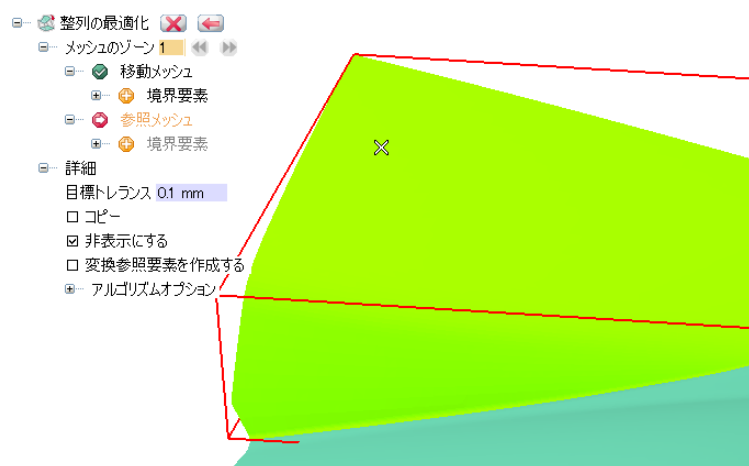 整列の最適化
メッシュのゾーン 1
移動メッシュ
境界要素
参照メッシュ
境界要素
詳細
目標トレランス 0.1 mm
コピー
非表示にする
変換参照要素を作成する
アルゴリズムオプション